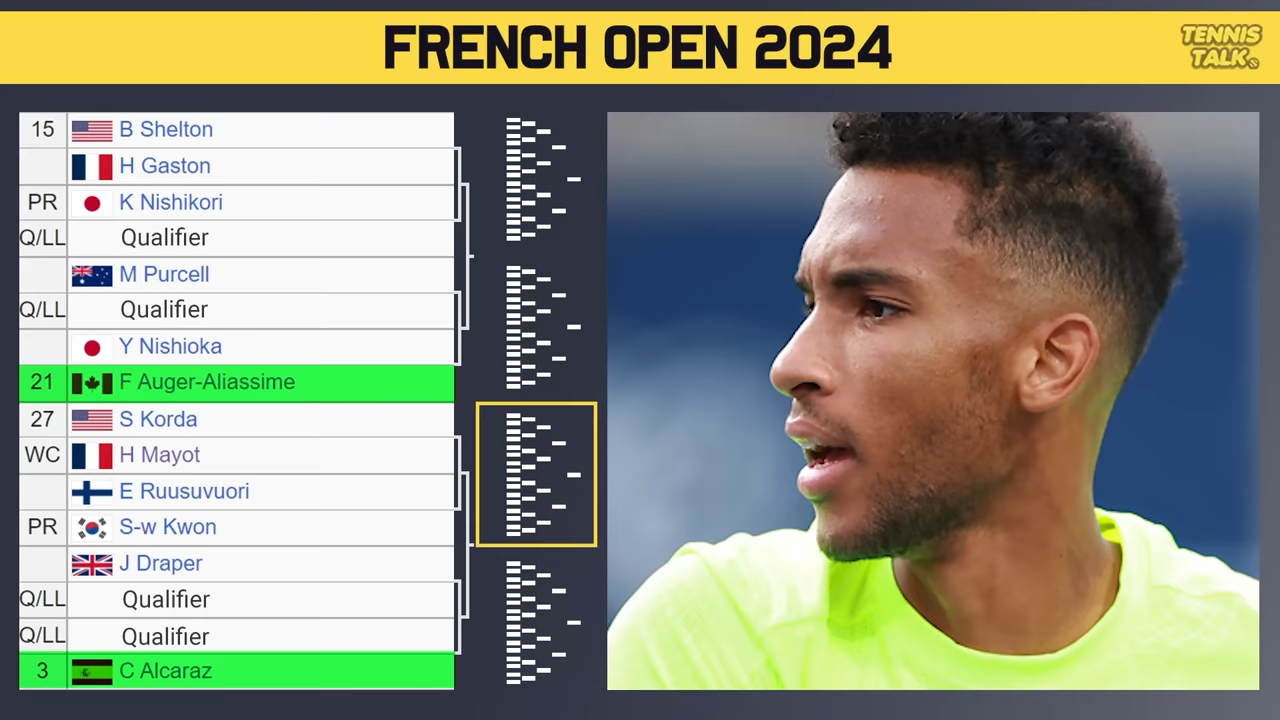 FRENCH OPEN 2024
TENNIS
TALK
15 B Shelton
H Gaston
PR K Nishikori
Q/LL Qualifier
M Purcell
Q/LL Qualifier
Y Nishioka
21 F Auger-Aliassime
27 S Korda
WC H Mayot
E Ruusuvuori
PR S-w Kwon
J Draper
Q/LL Qualifier
Q/LL Qualifier
3 C Alcaraz